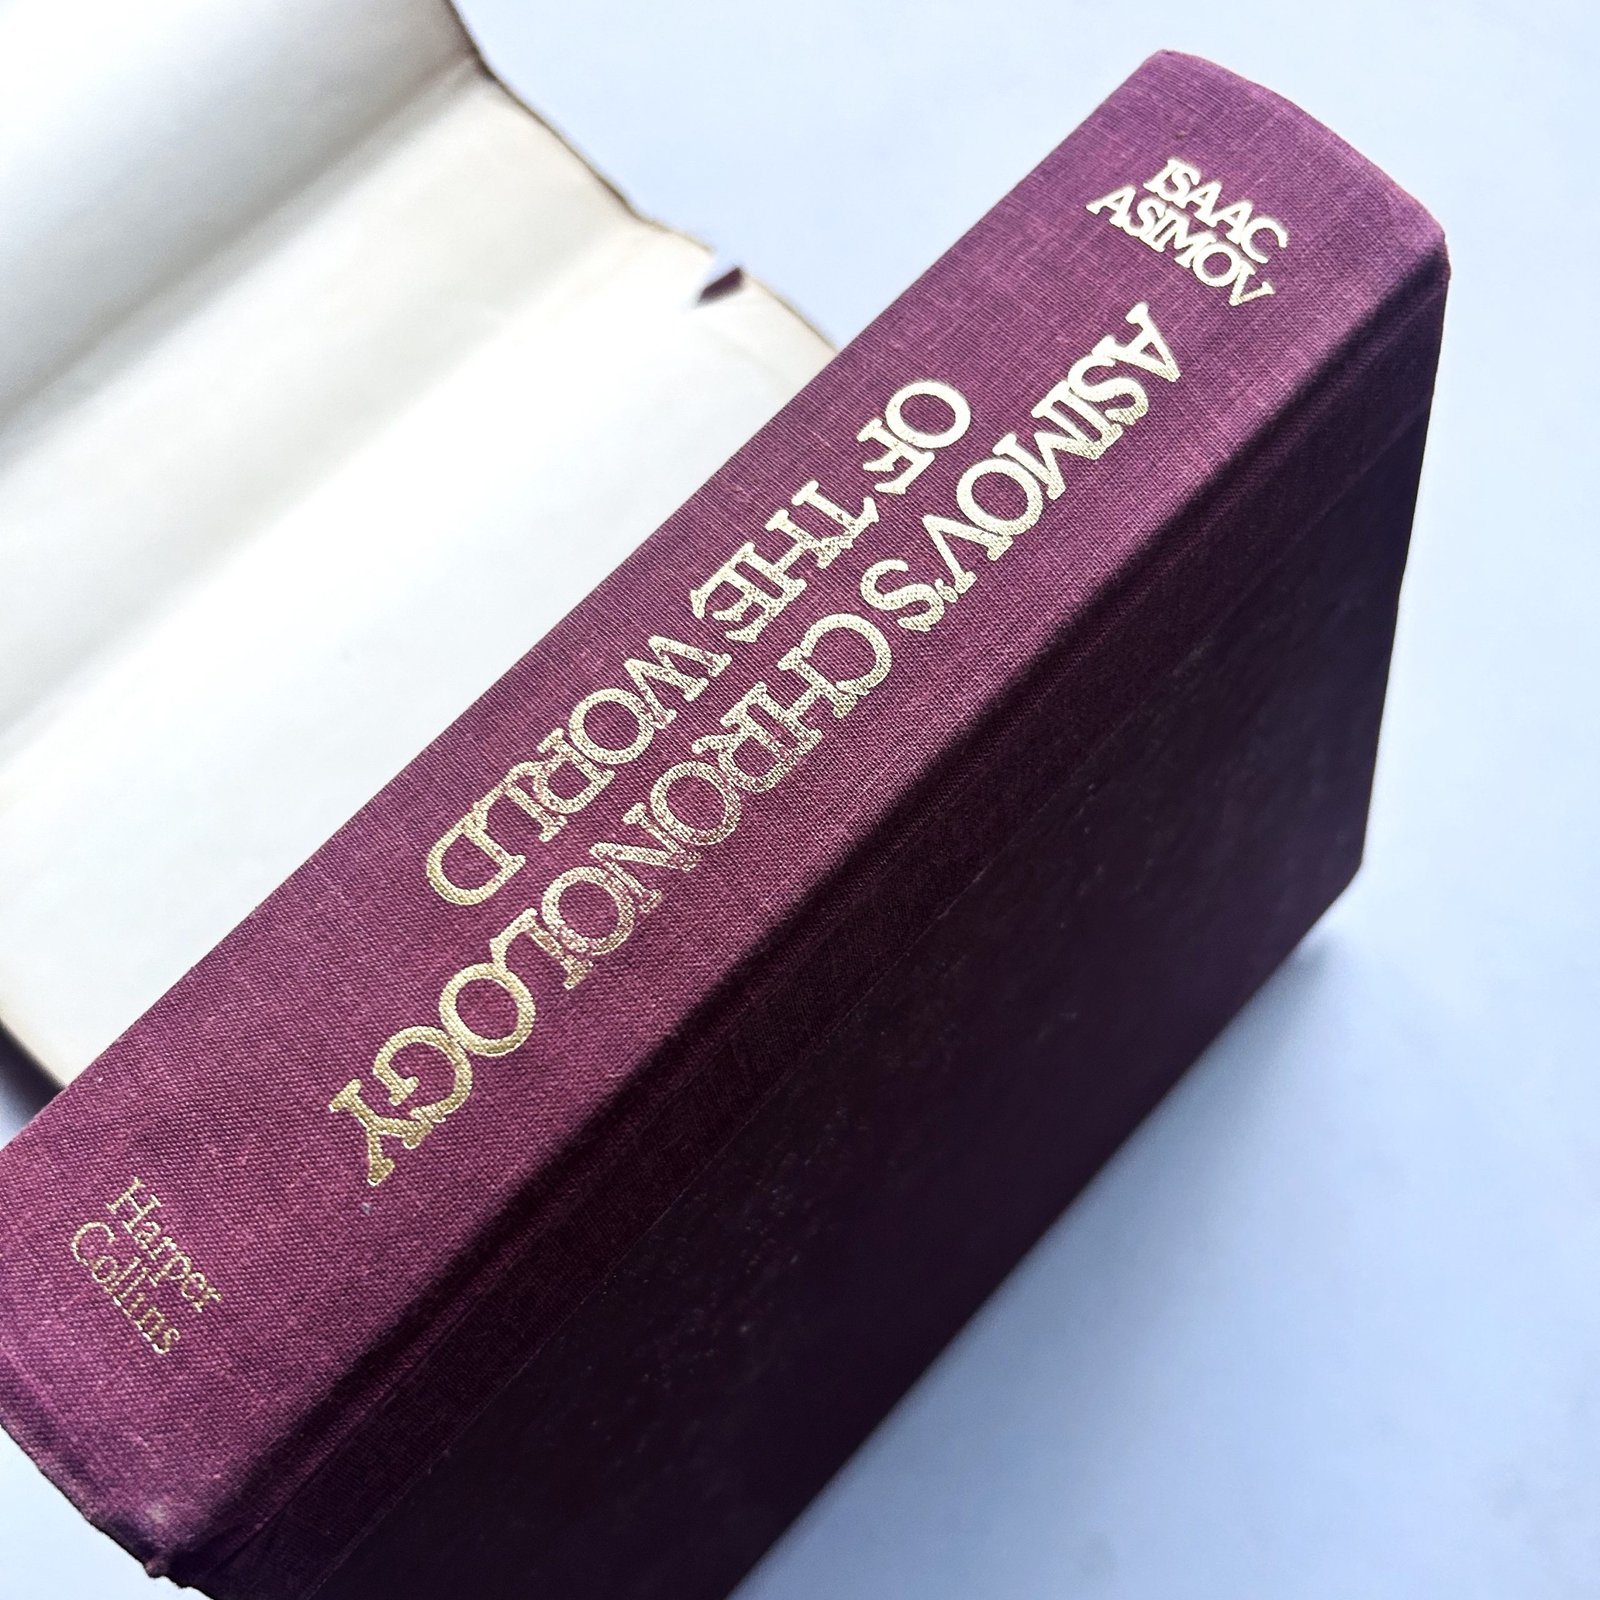 ISAAC
ASIMOV
ASIMOV'S CHRONOLOGY
OF THE WORLD
Harper
Collins